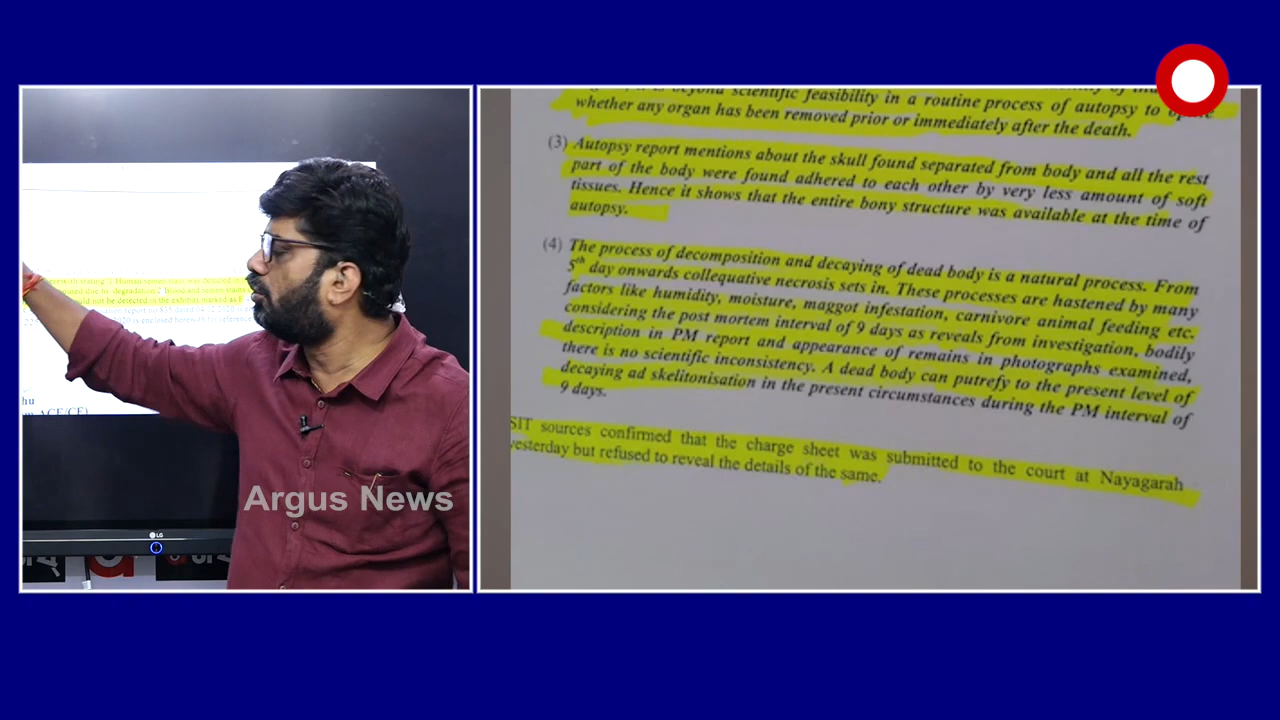 whether any organ has been removed prior or immediately after the death.
(3) Autopsy report mentions about the skull found separated from body and all the rest
part of the body were found adhered to each other by very less amount of soft
tissues. Hence it shows that the entire bony structure was available at the time of
autopsy.
(4) The process of decomposition and decaying of dead body is a natural process. From
5th day onwards collequative necrosis sets in. These processes are hastened by many
factors like humidity, moisture, maggot infestation, carnivore animal feeding etc.
considering the post mortem interval of 9 days as reveals from investigation, bodily
description in PM report and appearance of remains in photographs examined,
there is no scientific inconsistency. A dead body can putrefy to the present level of
decaying ad skelitonisation in the present circumstances during the PM interval of
9 days.
SIT sources confirmed that the charge sheet was submitted to the court at Nayagarah
yesterday but refused to reveal the details of the same.
Argus News
LG